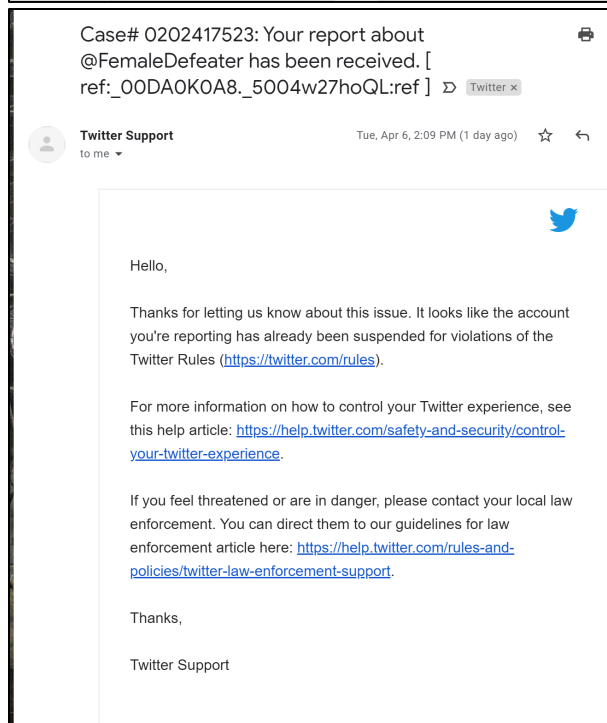 Case# 0202417523: Your report about
@FemaleDefeater has been received. [
ref:_00DA0K0A8._5004w27hoQL:ref ] Twitter ×
Twitter Support Tue, Apr 6, 2:09 PM (1 day ago)
to me
Hello,
Thanks for letting us know about this issue. It looks like the account
you're reporting has already been suspended for violations of the
Twitter Rules (https://twitter.com/rules).
For more information on how to control your Twitter experience, see
this help article: https://help.twitter.com/safety-and-security/control-
your-twitter-experience.
If you feel threatened or are in danger, please contact your local law
enforcement. You can direct them to our guidelines for law
enforcement article here: https://help.twitter.com/rules-and-
policies/twitter-law-enforcement-support.
Thanks,
Twitter Support